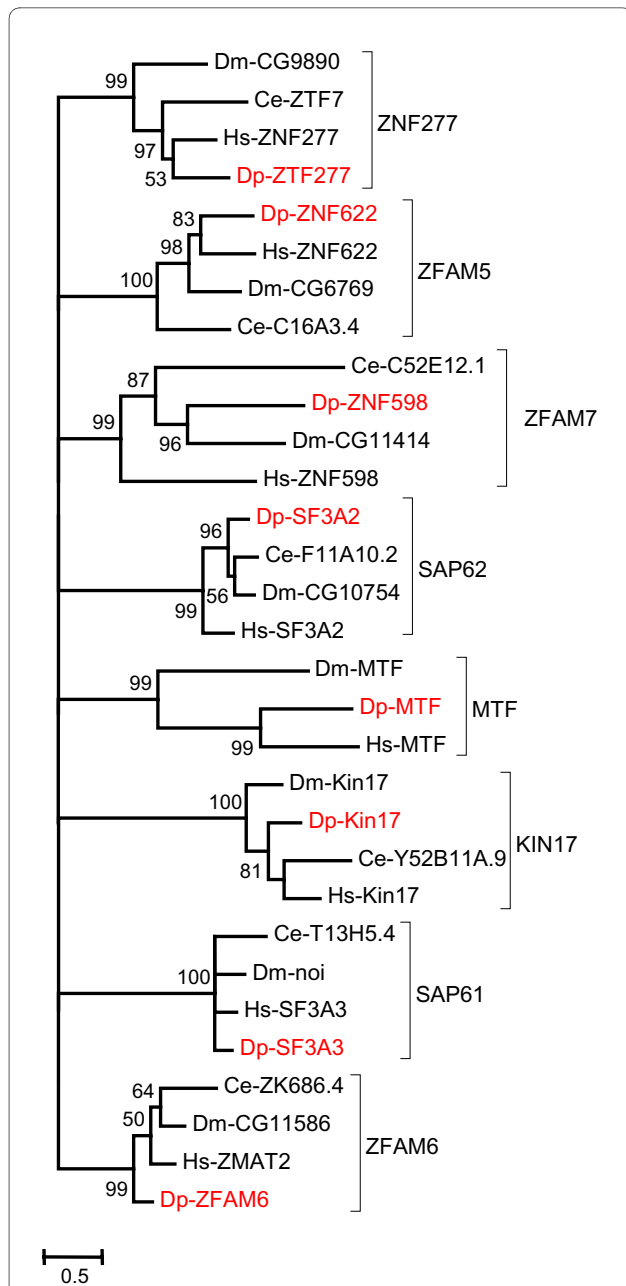 Dm-CG9890
99
Ce-ZTF7
ZNF277
Hs-ZNF277
97
53
Dp-ZTF277
83
Dp-ZNF622
98
Hs-ZNF622
ZFAM5
100
Dm-CG6769
Ce-C16A3.4
Ce-C52E12.1
87
Dp-ZNF598
ZFAM7
99
96
Dm-CG11414
Hs-ZNF598
Dp-SF3A2
96
Ce-F11A10.2
SAP62
56
Dm-CG10754
99
Hs-SF3A2
Dm-MTF
99
Dp-MTF
MTF
99
Hs-MTF
Dm-Kin17
100
Dp-Kin17
KIN17
81
Ce-Y52B11A.9
Hs-Kin17
Ce-T13H5.4
100
Dm-noi
SAP61
Hs-SF3A3
Dp-SF3A3
64
Ce-ZK686.4
50
Dm-CG11586
ZFAM6
Hs-ZMAT2
99
Dp-ZFAM6
0.5